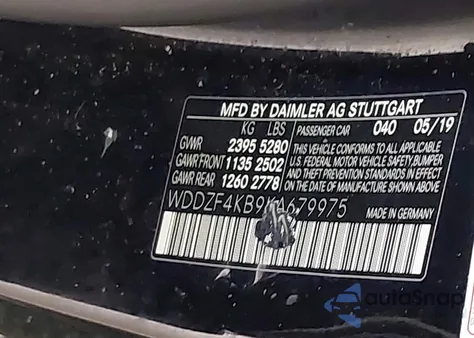 MFD BY DAIMLER AG STUTTGART
KG LBS PASSENGER CAR 040 05/19
GVWR 2395 5280 THIS VEHICLE CONFORMS TO ALL APPLICABLE
GAWR FRONT 1135 2502 U.S. FEDERAL MOTOR VEHICLE SAFETY, BUMPER
GAWR REAR 1260 2778 AND THEFT PREVENTION STANDARDS IN EFFECT
ON THE DATE OF MANUFACTURE SHOWN ABOVE.
WDDZF4KB9KA679975 MADE IN GERMANY
autoSnap